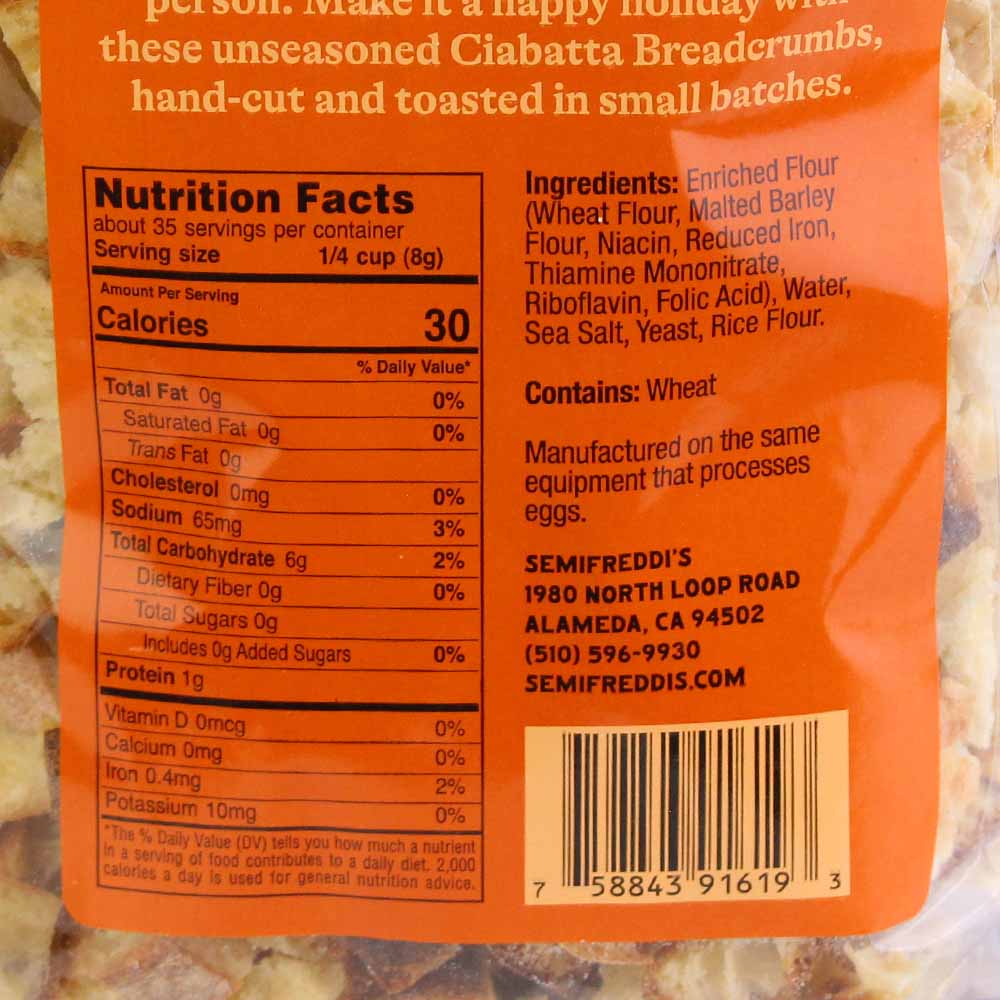 person. Make it a happy holiday with
these unseasoned Ciabatta Breadcrumbs,
hand-cut and toasted in small batches.
Nutrition Facts
about 35 servings per container
Serving size 1/4 cup (8g)
Amount Per Serving
Calories 30
% Daily Value*
Total Fat 0g 0%
Saturated Fat 0g 0%
Trans Fat 0g
Cholesterol 0mg 0%
Sodium 65mg 3%
Total Carbohydrate 6g 2%
Dietary Fiber 0g 0%
Total Sugars 0g
Includes 0g Added Sugars 0%
Protein 1g
Vitamin D 0mcg 0%
Calcium 0mg 0%
Iron 0.4mg 2%
Potassium 10mg 0%
*The % Daily Value (DV) tells you how much a nutrient
in a serving of food contributes to a daily diet. 2,000
calories a day is used for general nutrition advice.
Ingredients: Enriched Flour
(Wheat Flour, Malted Barley
Flour, Niacin, Reduced Iron,
Thiamine Mononitrate,
Riboflavin, Folic Acid), Water,
Sea Salt, Yeast, Rice Flour.
Contains: Wheat
Manufactured on the same
equipment that processes
eggs.
SEMIFREDDI'S
1980 NORTH LOOP ROAD
ALAMEDA, CA 94502
(510) 596-9930
SEMIFREDDIS.COM
7 58843 91619 3